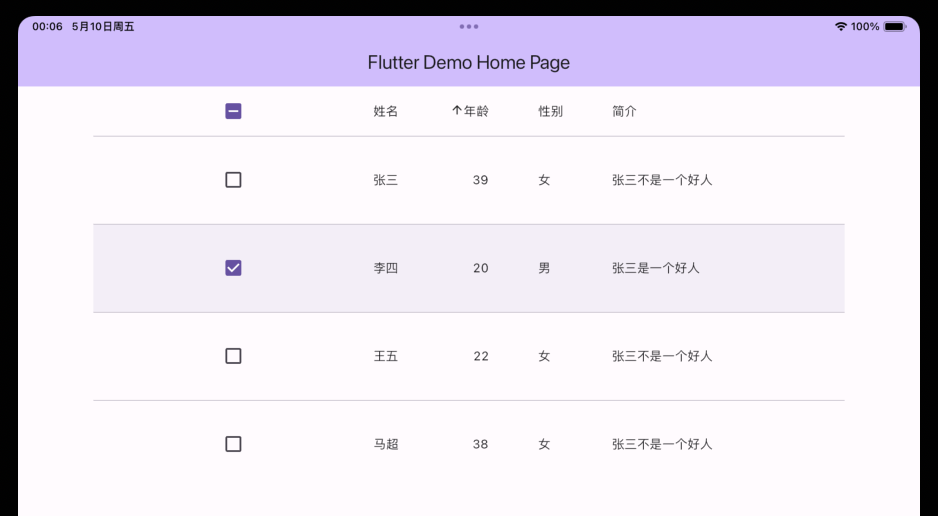 00:06 5月10日周五 100%
Flutter Demo Home Page
姓名 ↑年龄 性别 简介
张三 39 女 张三不是一个好人
李四 20 男 张三是一个好人
王五 22 女 张三不是一个好人
马超 38 女 张三不是一个好人